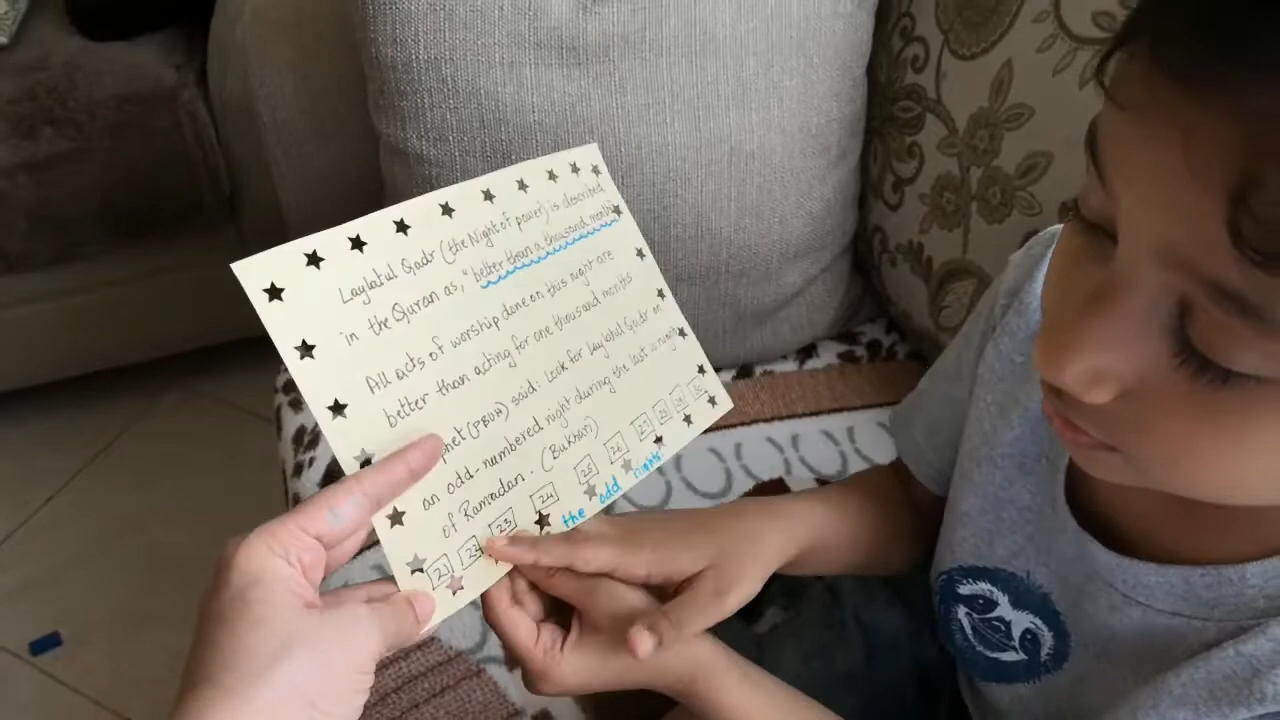 Laylatul Qadr (the Night of power) is described
in the Quran as, "better than a thousand months
All acts of worship done on this night are
better than acting for one thousand months
phet (PBUH) said: Look for Laylatul Qadr on
an odd-numbered night during the last 10 nights
of Ramadan. (Bukhari)
21 22 23 24 25 26 27 28 29
the odd nights.